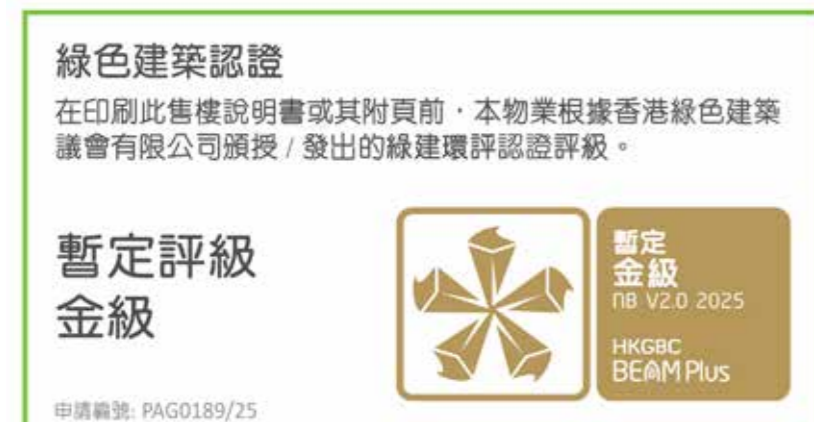 綠色建築認證
在印刷此售樓說明書或其附頁前，本物業根據香港綠色建築
議會有限公司頒授 / 發出的綠建環評認證評級。
暫定評級
金級
申請編號: PAG0189/25
暫定
金級
NB V2.0 2025
HKGBC
BEAM Plus